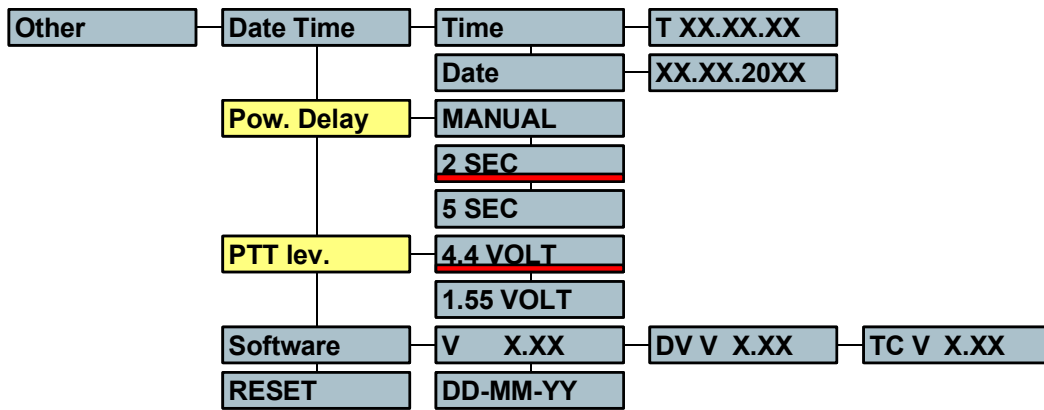 Other Date Time Time T XX.XX.XX
Date XX.XX.20XX
Pow. Delay MANUAL
2 SEC
5 SEC
PTT lev. 4.4 VOLT
1.55 VOLT
Software V X.XX DV V X.XX TC V X.XX
RESET DD-MM-YY